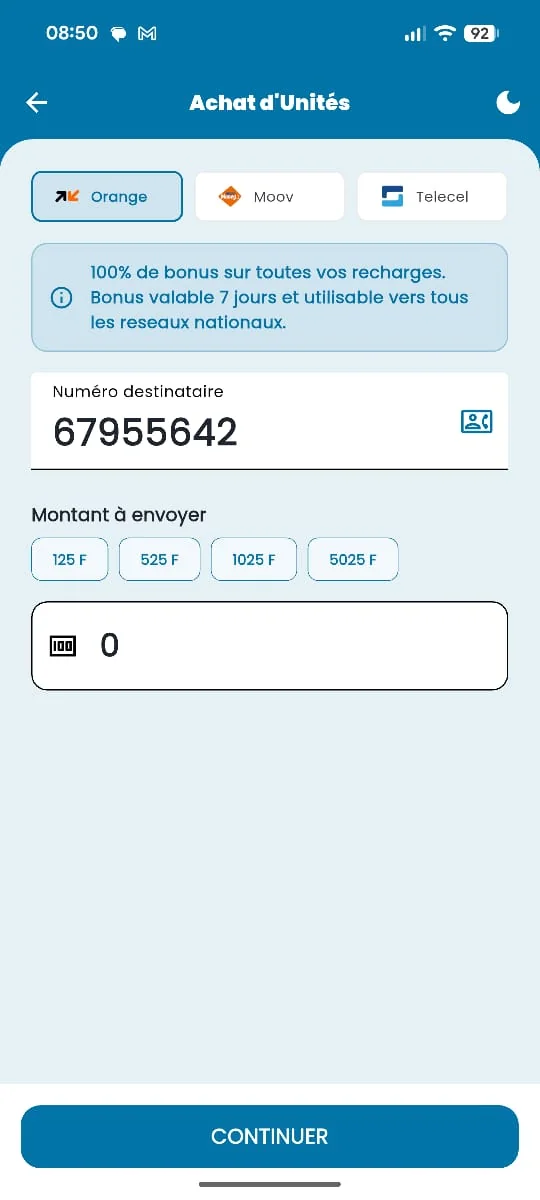 08:50
92
Achat d'Unités
Orange
Moov
Telecel
100% de bonus sur toutes vos recharges.
Bonus valable 7 jours et utilisable vers tous
les reseaux nationaux.
Numéro destinataire
67955642
Montant à envoyer
125 F
525 F
1025 F
5025 F
100
0
CONTINUER